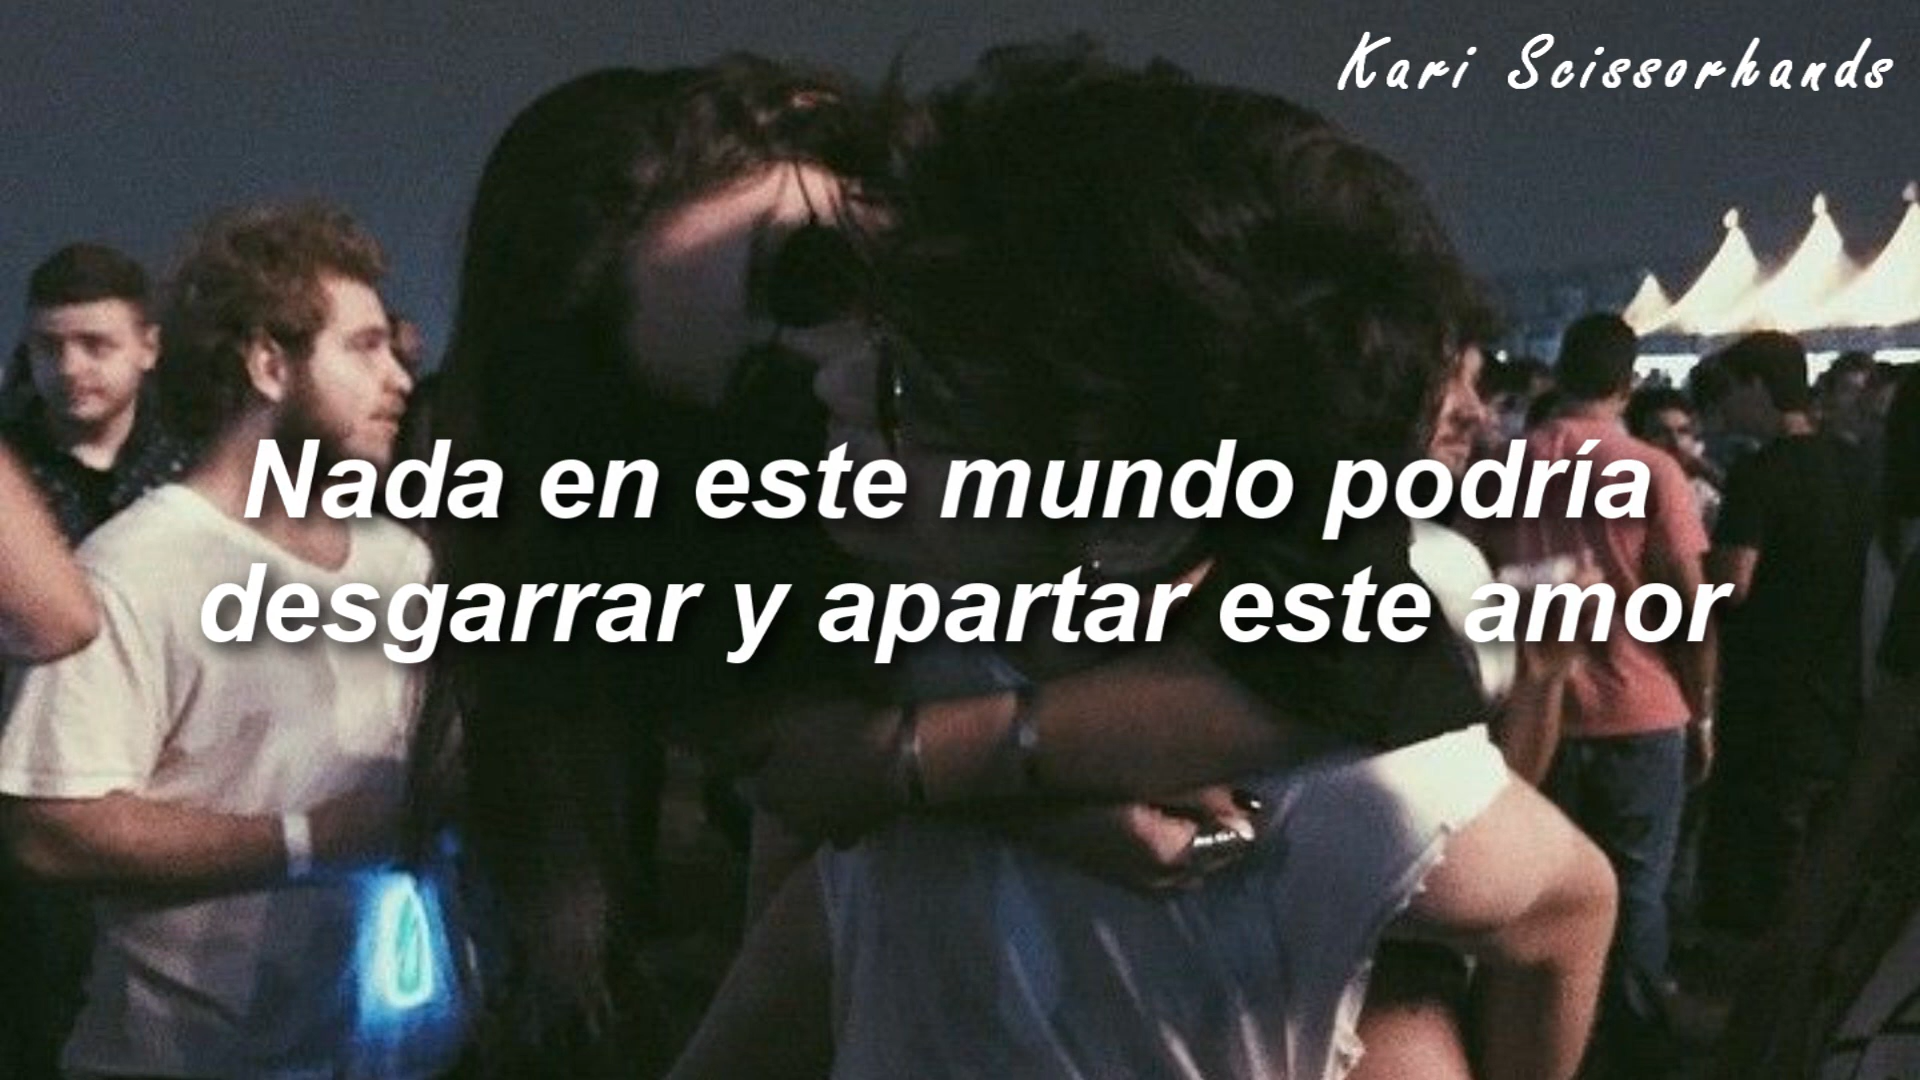 Kari Scissorhands
Nada en este mundo podría
desgarrar y apartar este amor